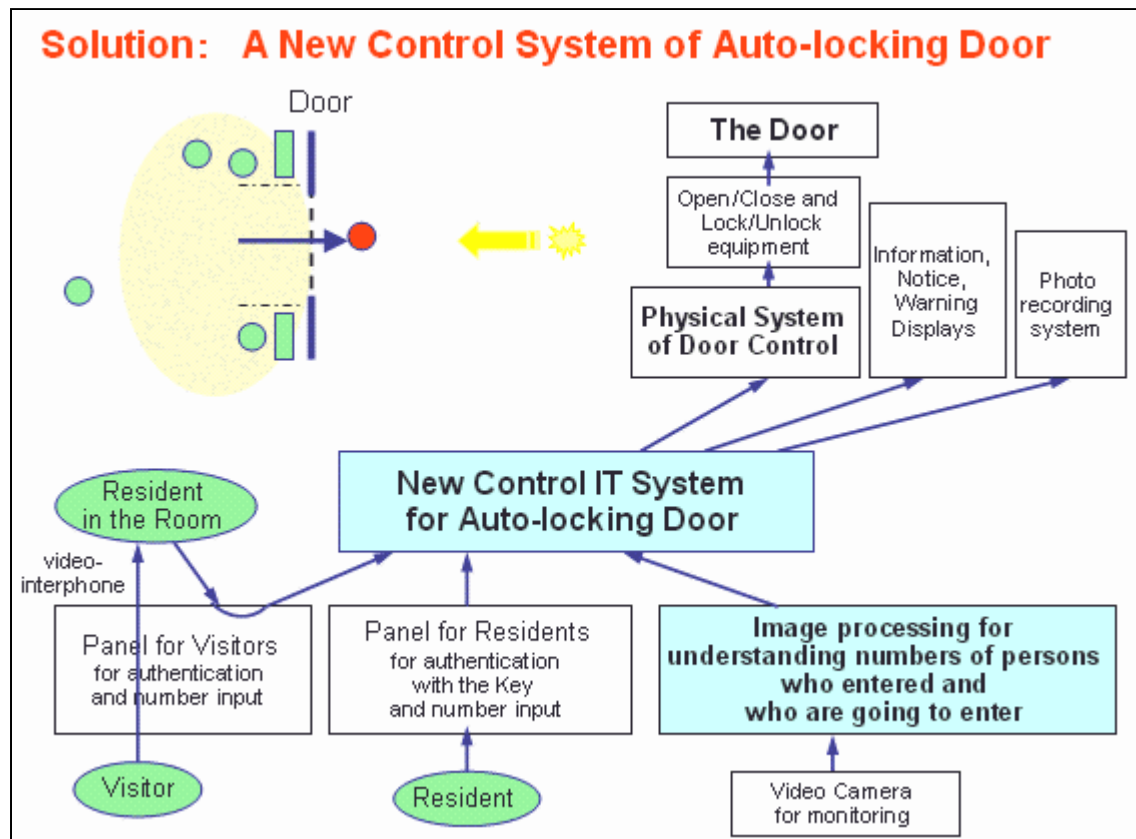 Solution: A New Control System of Auto-locking Door
Door
The Door
Open/Close and
Lock/Unlock
equipment
Information,
Notice,
Warning
Displays
Photo
recording
system
Physical System
of Door Control
New Control IT System
for Auto-locking Door
Resident
in the Room
video-
interphone
Panel for Visitors
for authentication
and number input
Panel for Residents
for authentication
with the Key
and number input
Image processing for
understanding numbers of persons
who entered and
who are going to enter
Visitor
Resident
Video Camera
for monitoring